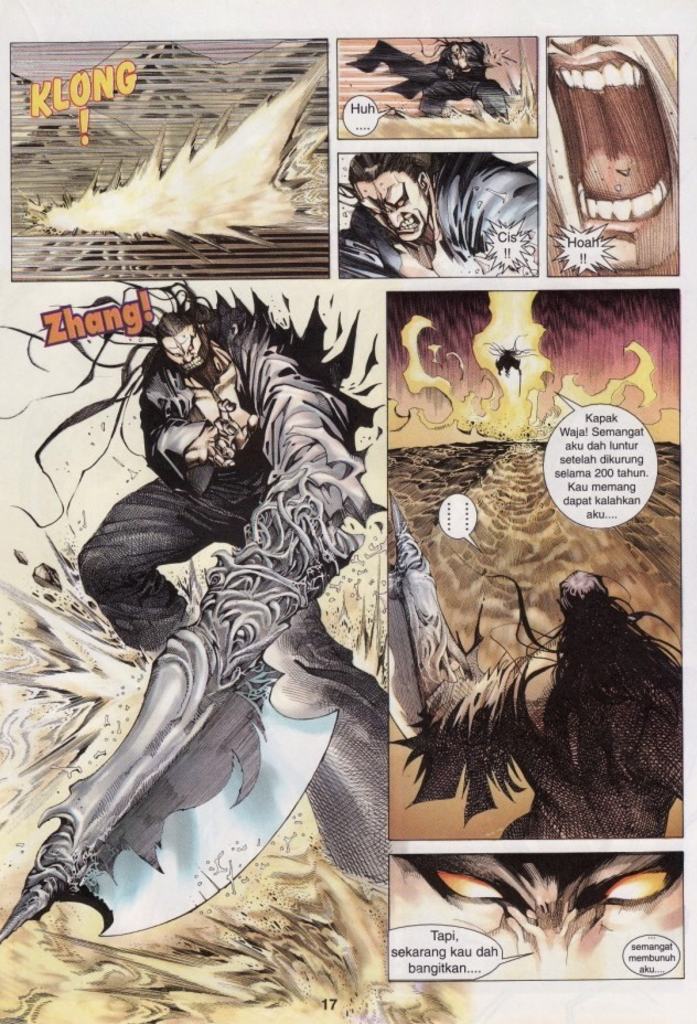 KLONG
!
Huh
....
Cis
!!
Hoah
!!
Zhang!
Kapak
Waja! Semangat
aku dah luntur
setelah dikurung
selama 200 tahun.
Kau memang
dapat kalahkan
aku....
Tapi,
sekarang kau dah
bangitkan....
...
semangat
membunuh
aku....
17